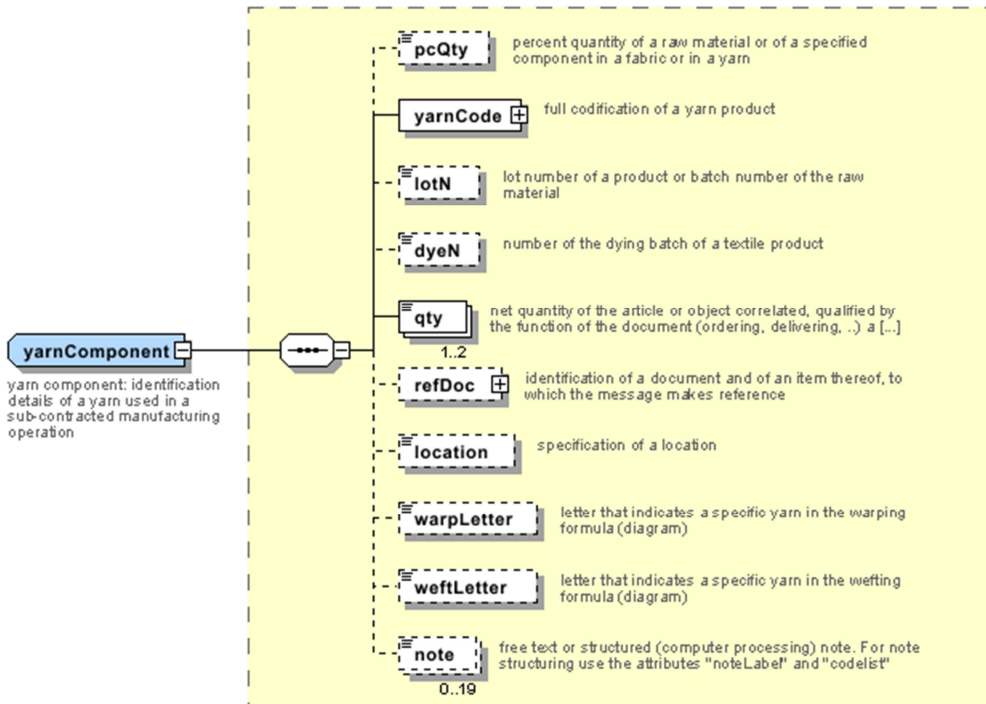 pcQty
percent quantity of a raw material or of a specified
component in a fabric or in a yarn
yarnCode
full codification of a yarn product
lotN
lot number of a product or batch number of the raw
material
dyeN
number of the dying batch of a textile product
qty
net quantity of the article or object correlated, qualified by
the function of the document (ordering, delivering, ..) a [...]
1..2
yarnComponent
yarn component: identification
details of a yarn used in a
sub-contracted manufacturing
operation
refDoc
identification of a document and of an item thereof, to
which the message makes reference
location
specification of a location
warpLetter
letter that indicates a specific yarn in the warping
formula (diagram)
weftLetter
letter that indicates a specific yarn in the wefting
formula (diagram)
note
free text or structured (computer processing) note. For note
structuring use the attributes "noteLabel" and "codelist"
0..19